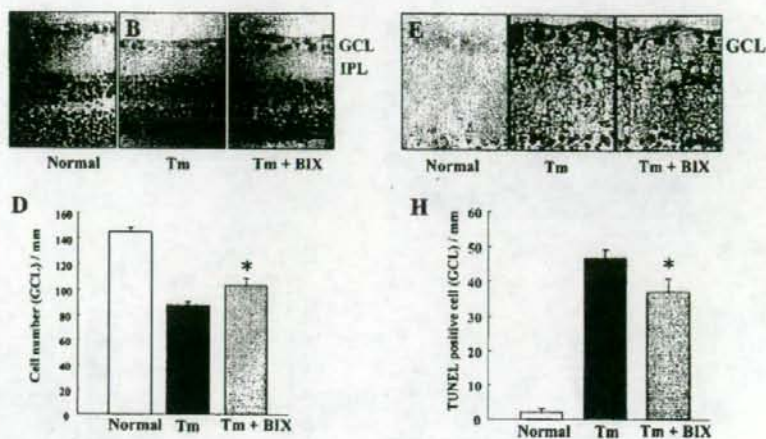 B
E
GCL
IPL
GCL
Normal
Tm
Tm + BIX
Normal
Tm
Tm + BIX
D
Cell number (GCL) / mm
160
140
120
100
80
60
40
20
0
*
Normal
Tm
Tm + BIX
H
TUNEL positive cell (GCL) / mm
60
50
40
30
20
10
0
*
Normal
Tm
Tm + BIX